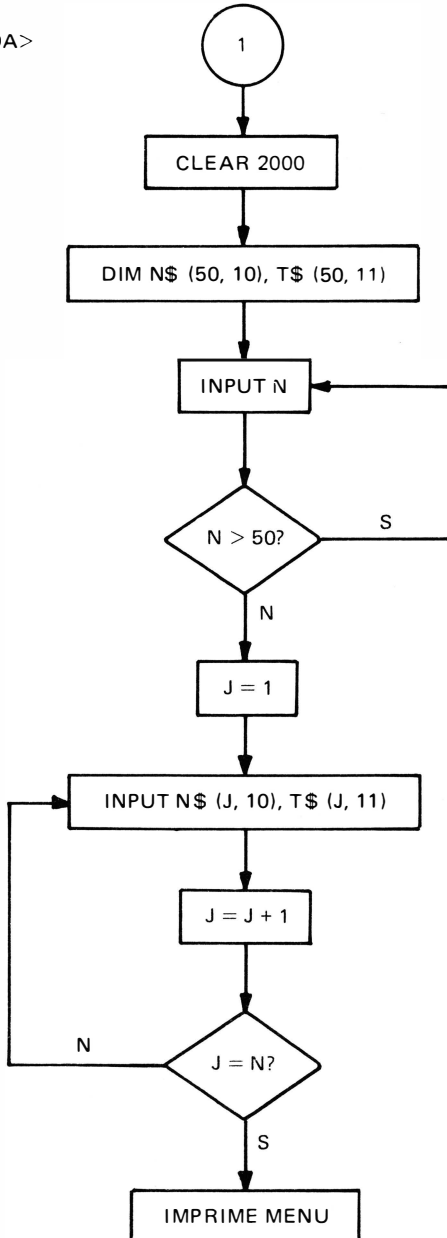 DA>
1
CLEAR 2000
DIM N$ (50, 10), T$ (50, 11)
INPUT N
N > 50?
S
N
J = 1
INPUT N$ (J, 10), T$ (J, 11)
J = J + 1
N
J = N?
S
IMPRIME MENU